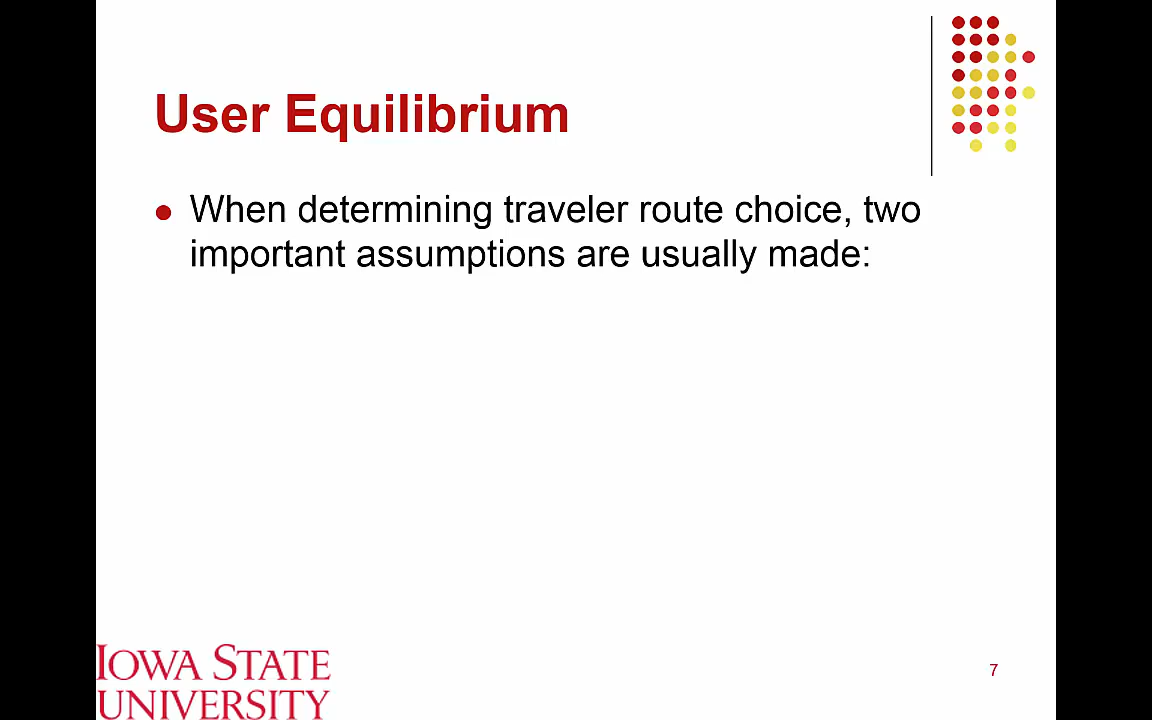 User Equilibrium
When determining traveler route choice, two
important assumptions are usually made:
IOWA STATE
UNIVERSITY
7